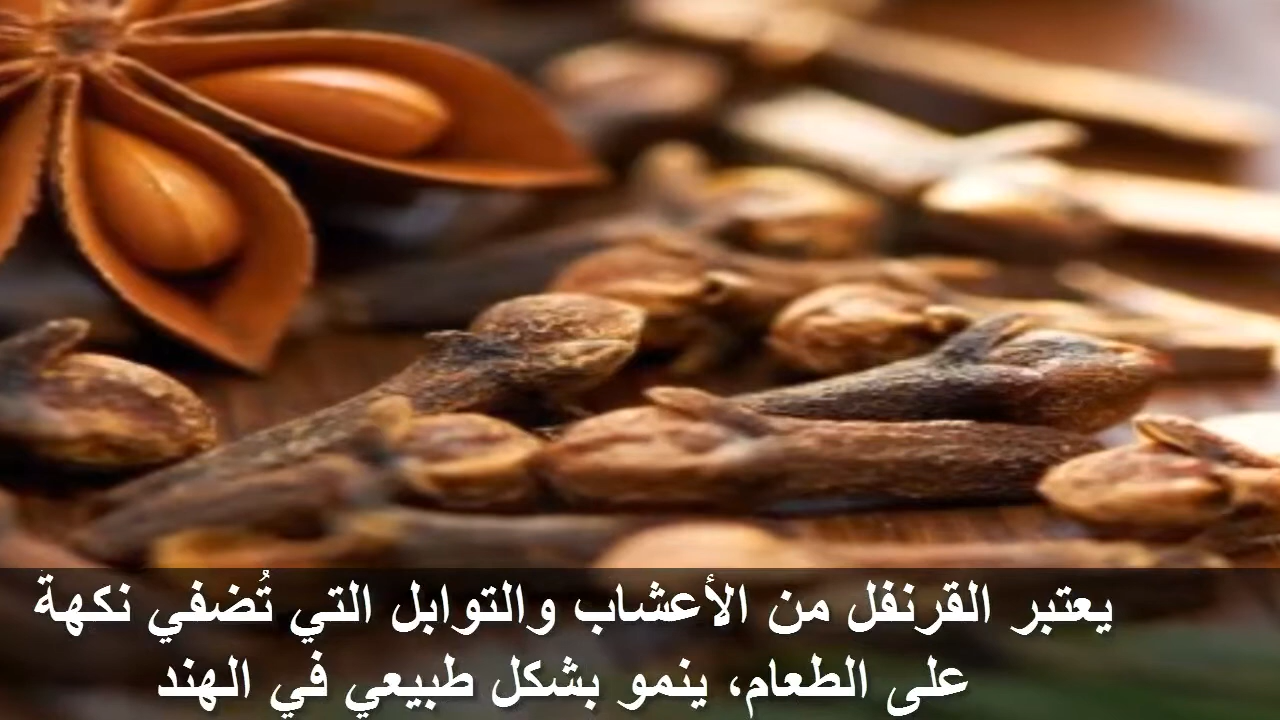 يعتبر القرنفل من الأعشاب والتوابل التي تُضفي نكهة
على الطعام، ينمو بشكل طبيعي في الهند